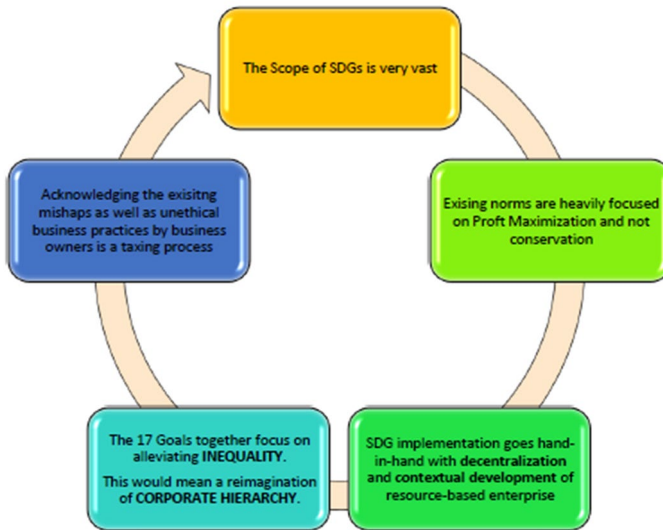 The Scope of SDGs is very vast
Exising norms are heavily focused
on Proft Maximization and not
conservation
SDG implementation goes hand-
in-hand with decentralization
and contextual development of
resource-based enterprise
The 17 Goals together focus on
alleviating INEQUALITY.
This would mean a reimagination
of CORPORATE HIERARCHY.
Acknowledging the exisitng
mishaps as well as unethical
business practices by business
owners is a taxing process